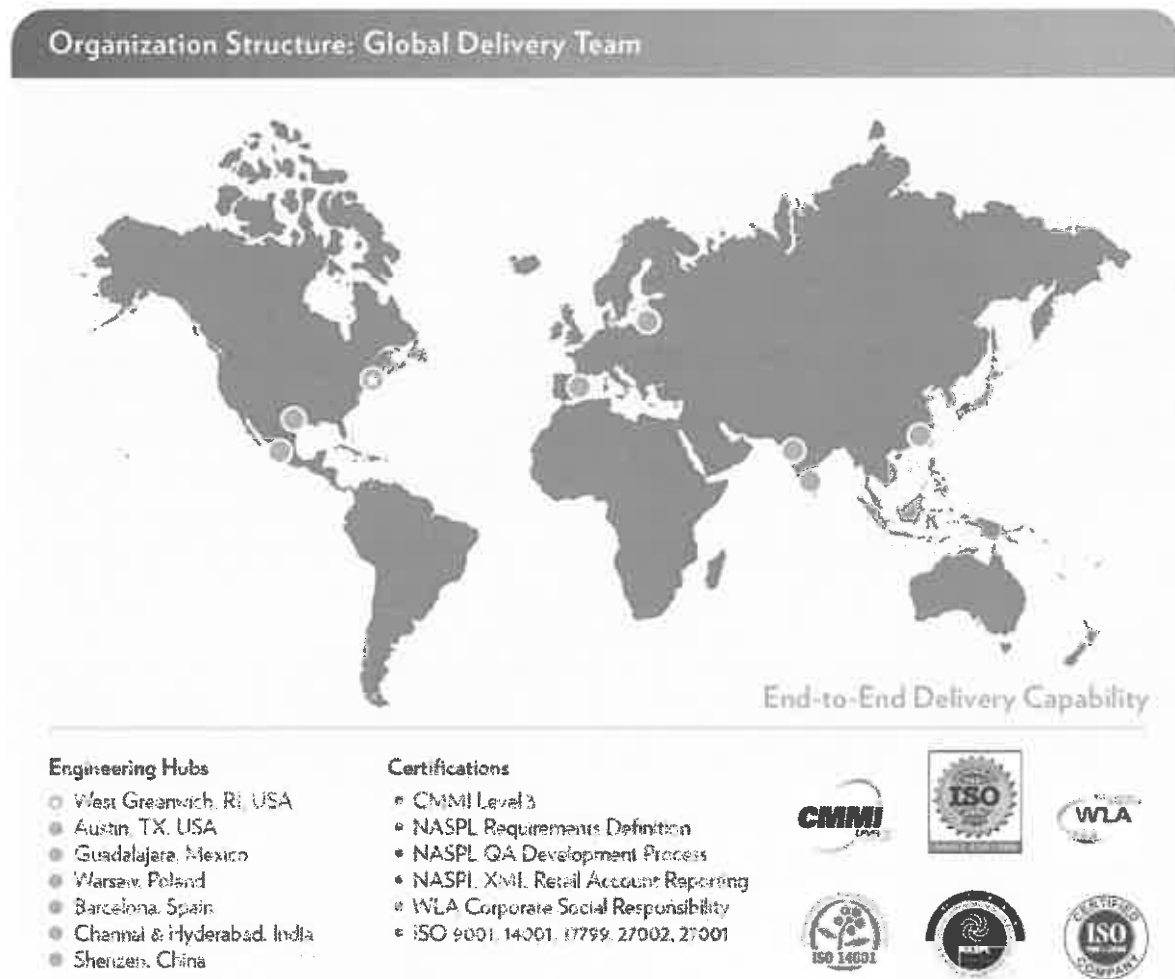 Organization Structure: Global Delivery Team
End-to-End Delivery Capability
Engineering Hubs
West Greenwich, RI, USA
Austin, TX, USA
Guadalajara, Mexico
Warsaw, Poland
Barcelona, Spain
Chennai & Hyderabad, India
Shenzen, China
Certifications
CMMI Level 3
NASPL Requirements Definition
NASPL QA Development Process
NASPL XML Retail Account Reporting
WLA Corporate Social Responsibility
ISO 9001, 14001, 17799, 27002, 27001
CMMI
ISO
WLA
ISO 14001
CERTIFIED
ISO
COMPANY